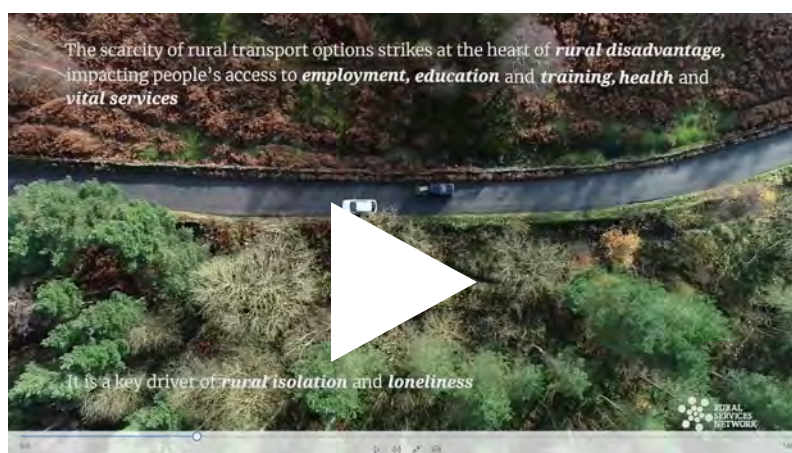 The scarcity of rural transport options strikes at the heart of rural disadvantage,
impacting people's access to employment, education and training, health and
vital services
It is a key driver of rural isolation and loneliness
RURAL
SERVICES
NETWORK